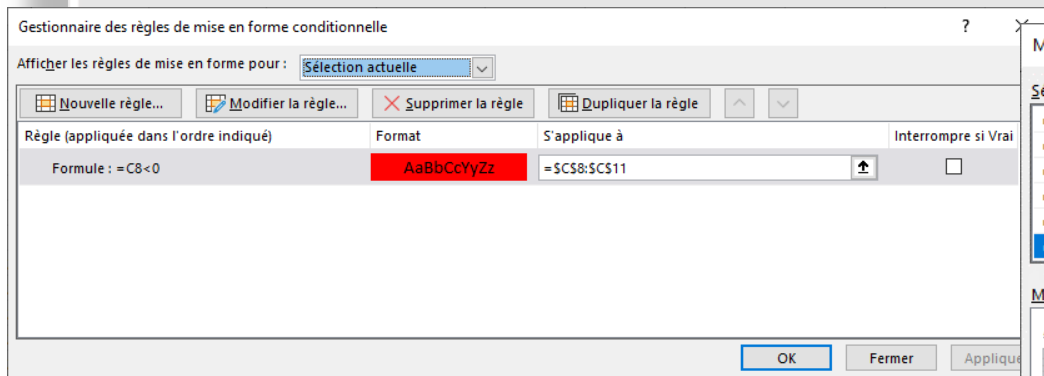 Gestionnaire des règles de mise en forme conditionnelle ?
Afficher les règles de mise en forme pour : Sélection actuelle
Nouvelle règle... Modifier la règle... Supprimer la règle Dupliquer la règle
Règle (appliquée dans l'ordre indiqué) Format S'applique à Interrompre si Vrai
Formule : =C8<0 AaBbCcYyZz =$C$8:$C$11
OK Fermer Applique
M
Sé
M